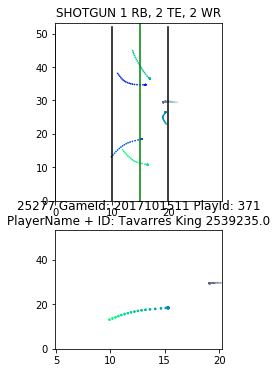 SHOTGUN 1 RB, 2 TE, 2 WR
50
40
30
20
10
0
0 10 20
2527 GameId: 2017101511 PlayId: 371
PlayerName + ID: Tavarres King 2539235.0
40
20
0
5 10 15 20